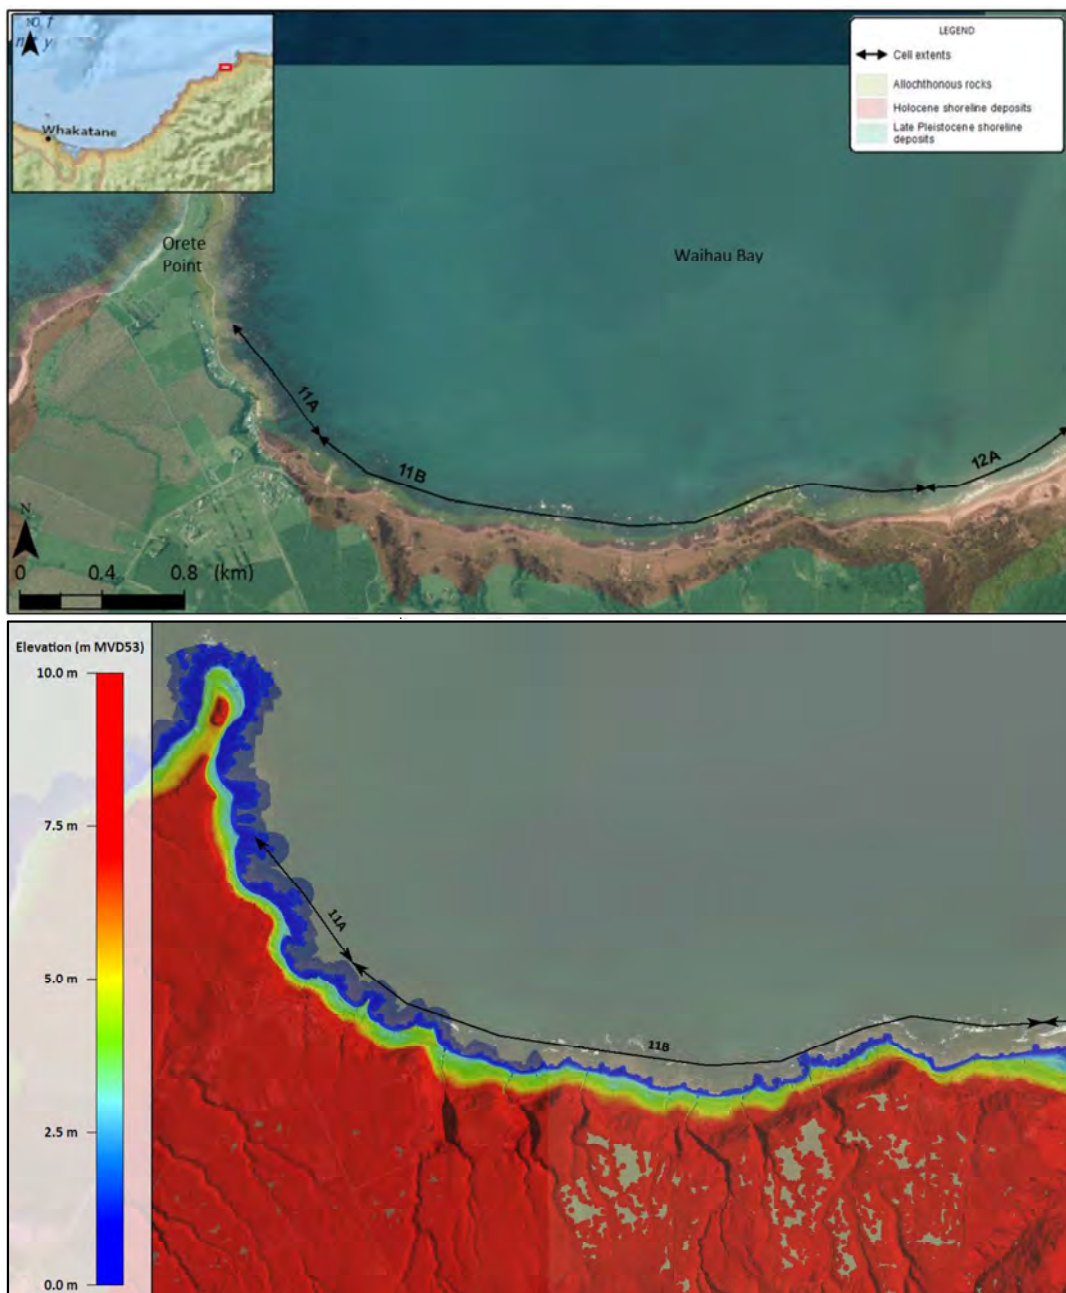 N
o f
n t y
Whakatane
LEGEND
Cell extents
Allochthonous rocks
Holocene shoreline deposits
Late Pleistocene shoreline
deposits
Orete
Point
Waihau Bay
11A
11B
12A
N
0 0.4 0.8 (km)
Elevation (m MVD53)
10.0 m
7.5 m
5.0 m
2.5 m
0.0 m
11A
11B